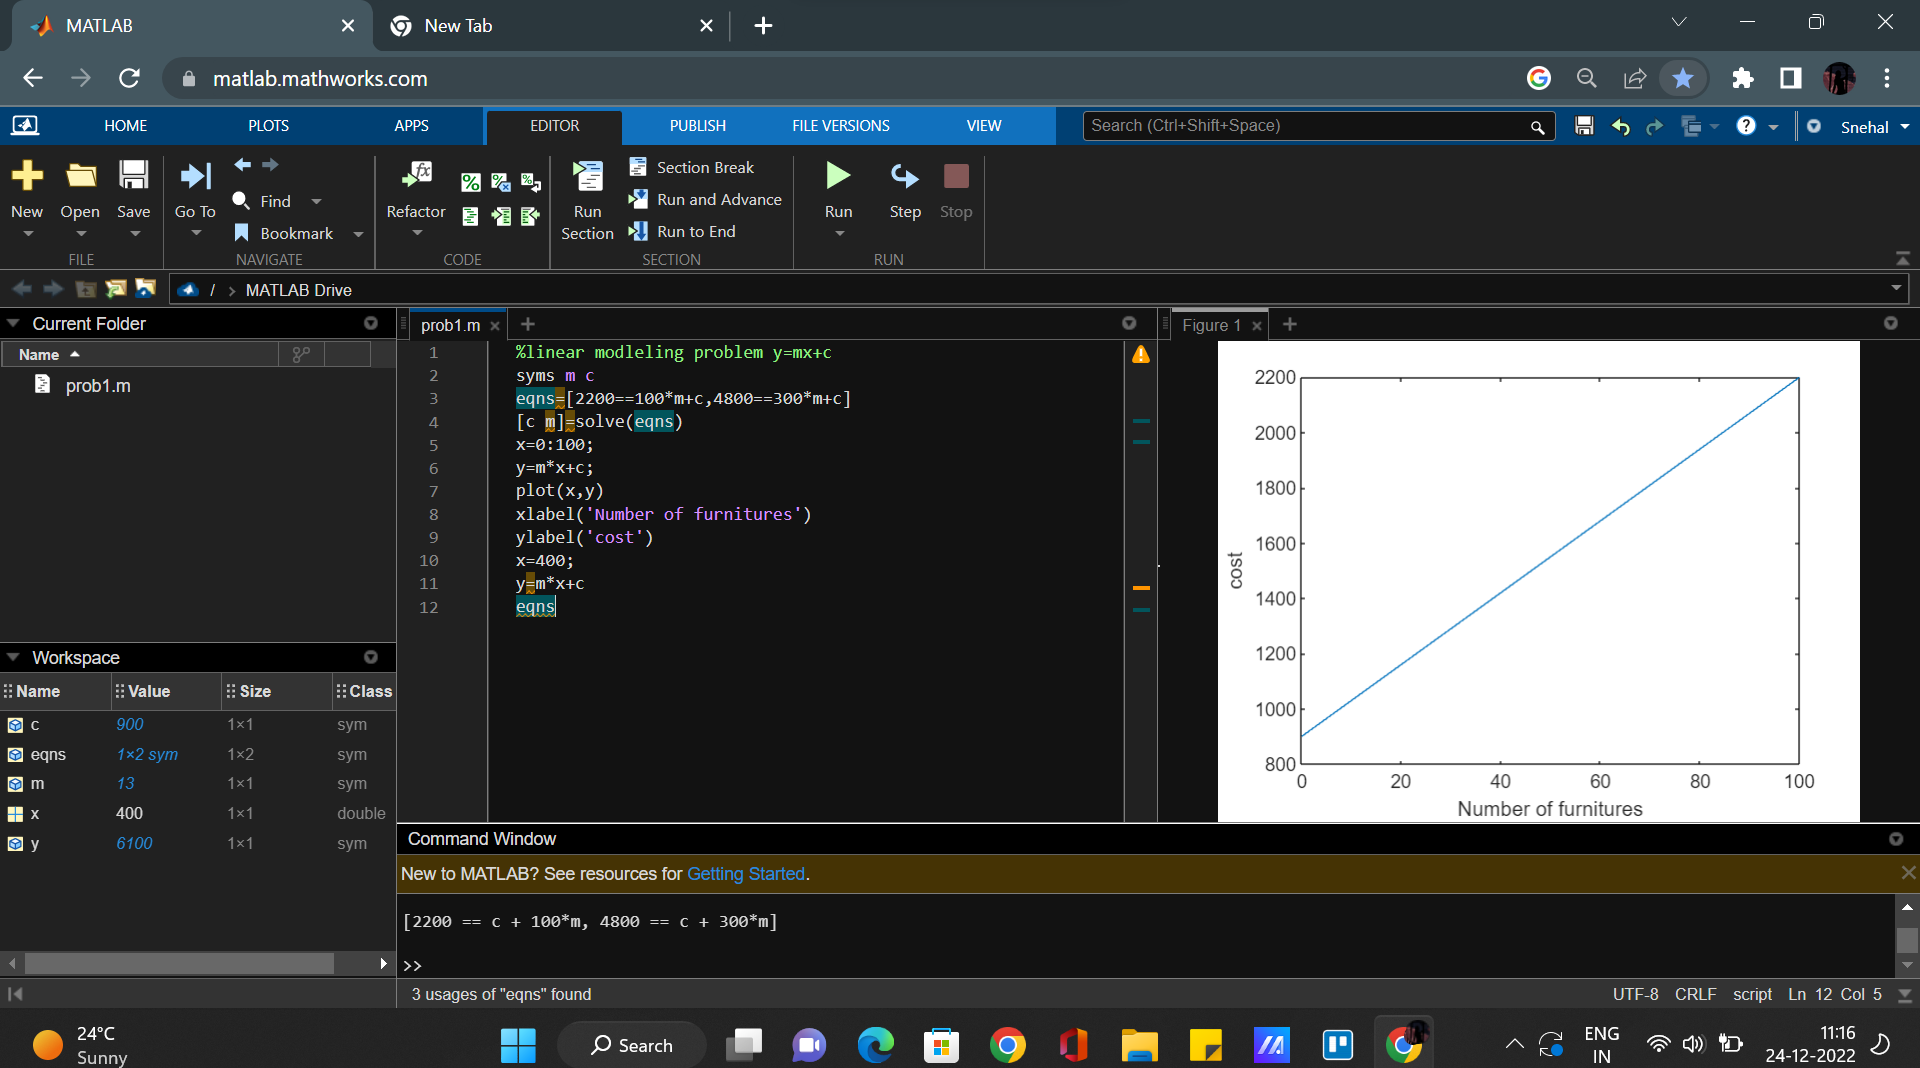 MATLAB
New Tab
matlab.mathworks.com
HOME PLOTS APPS EDITOR PUBLISH FILE VERSIONS VIEW Search (Ctrl+Shift+Space) Snehal
New Open Save Go To Find Bookmark Refactor Run Section Section Break Run and Advance Run to End Run Step Stop
FILE NAVIGATE CODE SECTION RUN
/ > MATLAB Drive
Current Folder
Name
prob1.m
Workspace
Name Value Size Class
c 900 1×1 sym
eqns 1×2 sym 1×2 sym
m 13 1×1 sym
x 400 1×1 double
y 6100 1×1 sym
prob1.m
1 %linear modleling problem y=mx+c
2 syms m c
3 eqns=[2200==100*m+c,4800==300*m+c]
4 [c m]=solve(eqns)
5 x=0:100;
6 y=m*x+c;
7 plot(x,y)
8 xlabel('Number of furnitures')
9 ylabel('cost')
10 x=400;
11 y=m*x+c
12 eqns
Figure 1
2200
2000
1800
1600
1400
1200
1000
800
cost
0 20 40 60 80 100
Number of furnitures
Command Window
New to MATLAB? See resources for Getting Started.
[2200 == c + 100*m, 4800 == c + 300*m]
>>
3 usages of "eqns" found
UTF-8 CRLF script Ln 12 Col 5
24°C
Sunny
Search
ENG
IN
11:16
24-12-2022